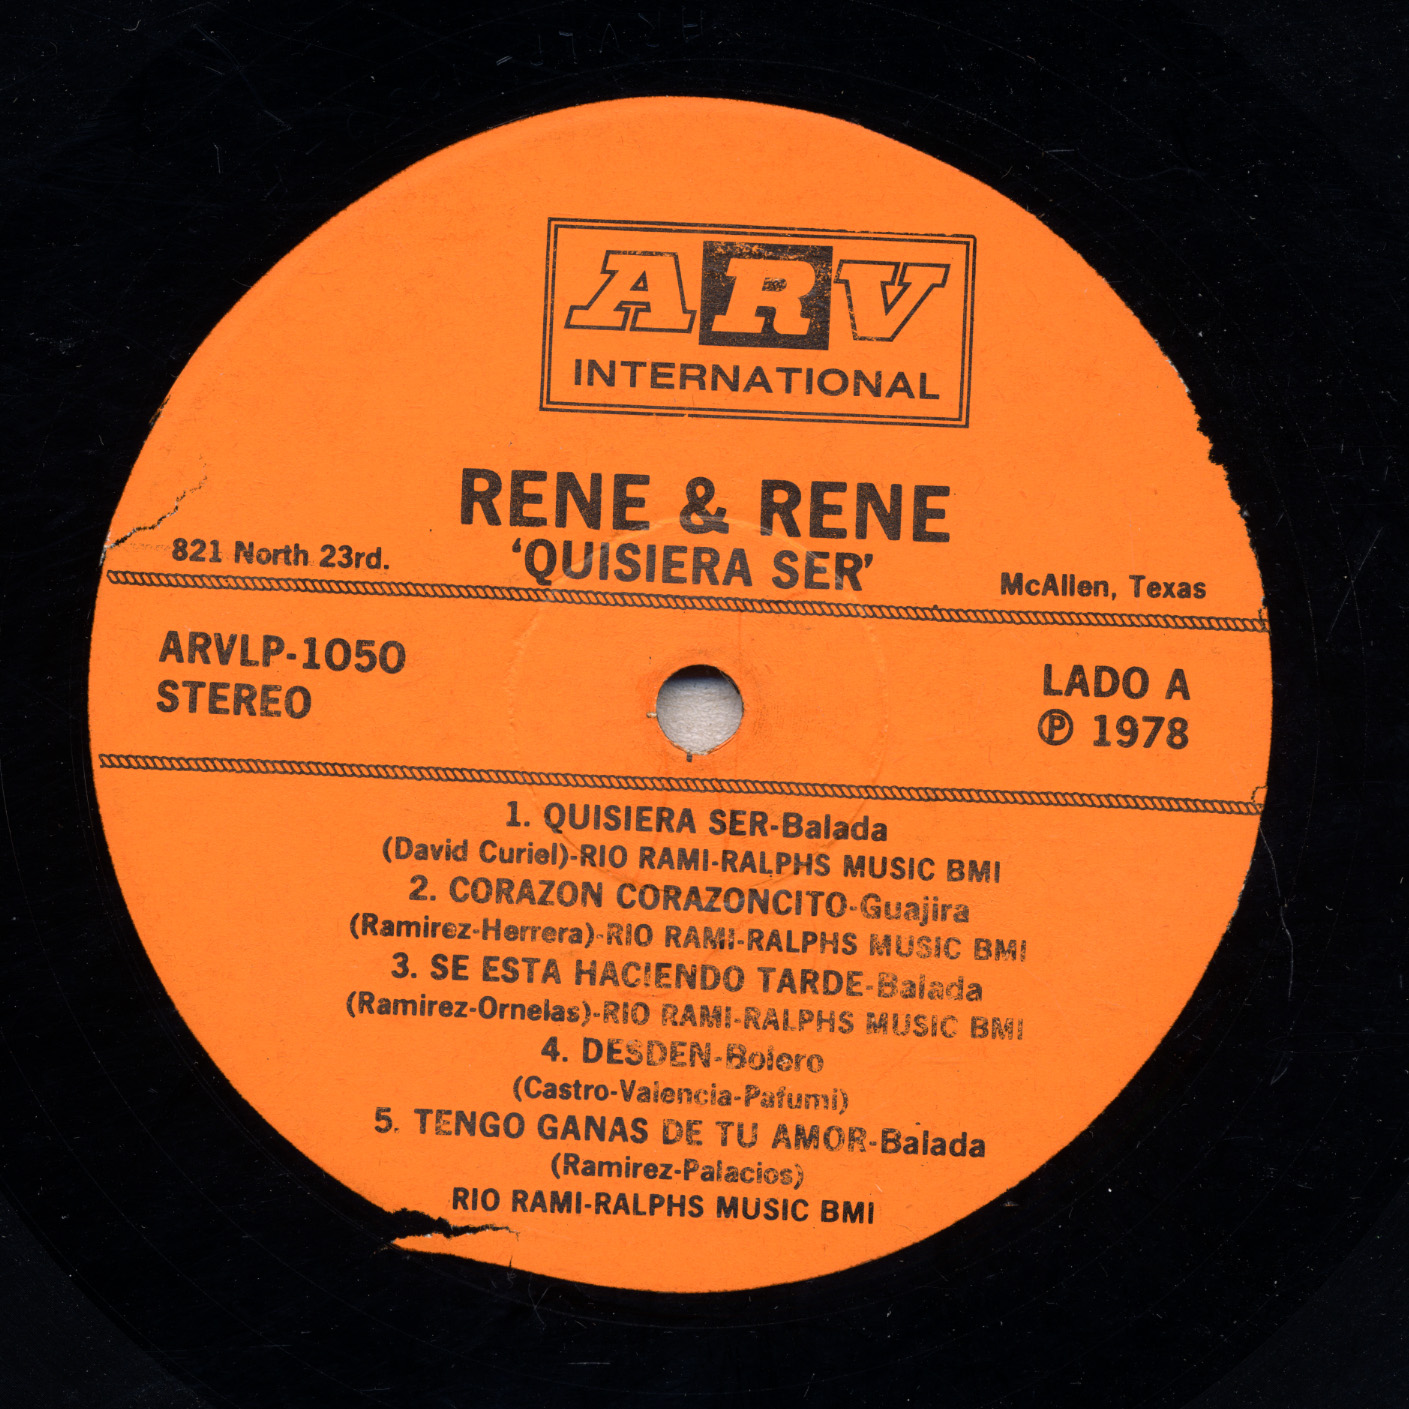 ARV
INTERNATIONAL
RENE & RENE
'QUISIERA SER'
821 North 23rd.
McAllen, Texas
ARVLP-1050
STEREO
LADO A
℗ 1978
1. QUISIERA SER-Balada
(David Curiel)-RIO RAMI-RALPHS MUSIC BMI
2. CORAZON CORAZONCITO-Guajira
(Ramirez-Herrera)-RIO RAMI-RALPHS MUSIC BMI
3. SE ESTA HACIENDO TARDE-Balada
(Ramirez-Ornelas)-RIO RAMI-RALPHS MUSIC BMI
4. DESDEN-Bolero
(Castro-Valencia-Pafumi)
5. TENGO GANAS DE TU AMOR-Balada
(Ramirez-Palacios)
RIO RAMI-RALPHS MUSIC BMI